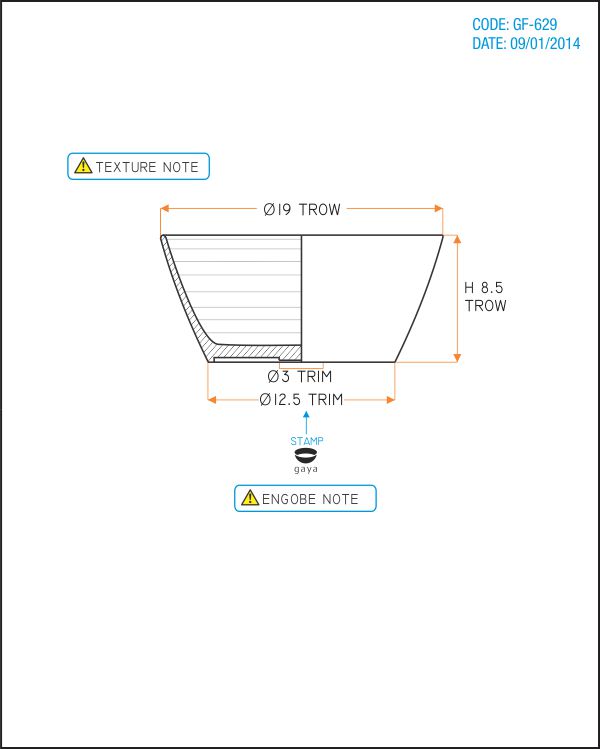 CODE: GF-629
DATE: 09/01/2014
TEXTURE NOTE
Ø19 TROW
H 8.5
TROW
Ø3 TRIM
Ø12.5 TRIM
STAMP
gaya
ENGOBE NOTE